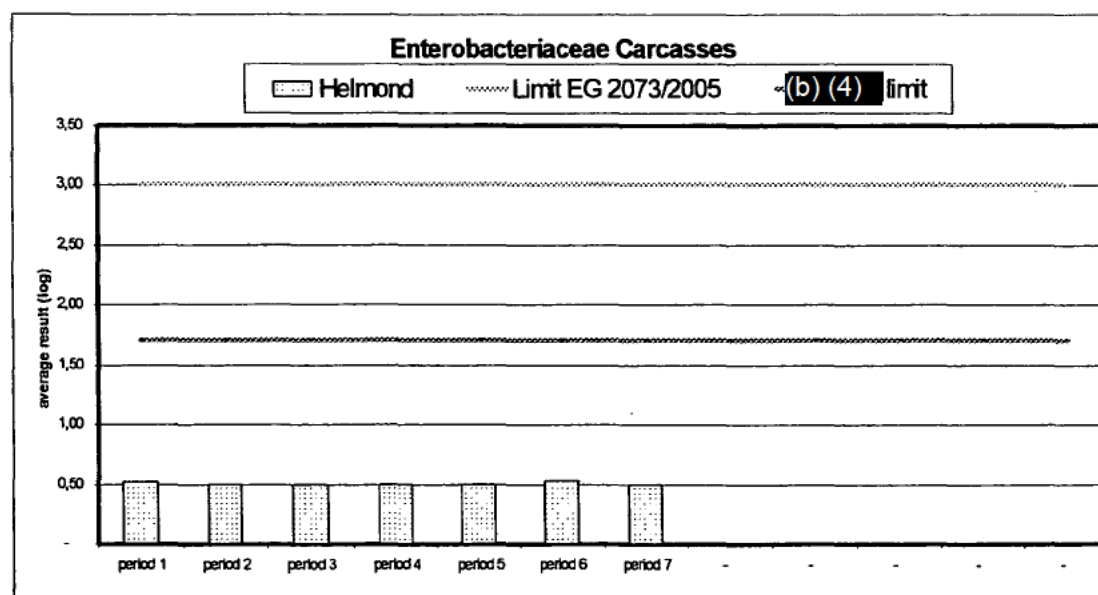 Enterobacteriaceae Carcasses
Helmond Limit EG 2073/2005 (b) (4) limit
average result (log)
3,50
3,00
2,50
2,00
1,50
1,00
0,50
-
period 1 period 2 period 3 period 4 period 5 period 6 period 7 - - - - -